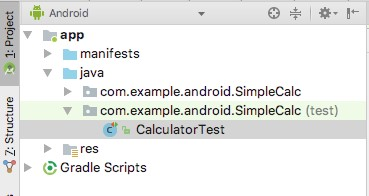 Android
1: Project
app
manifests
java
com.example.android.SimpleCalc
com.example.android.SimpleCalc (test)
CalculatorTest
res
Gradle Scripts
7: Structure